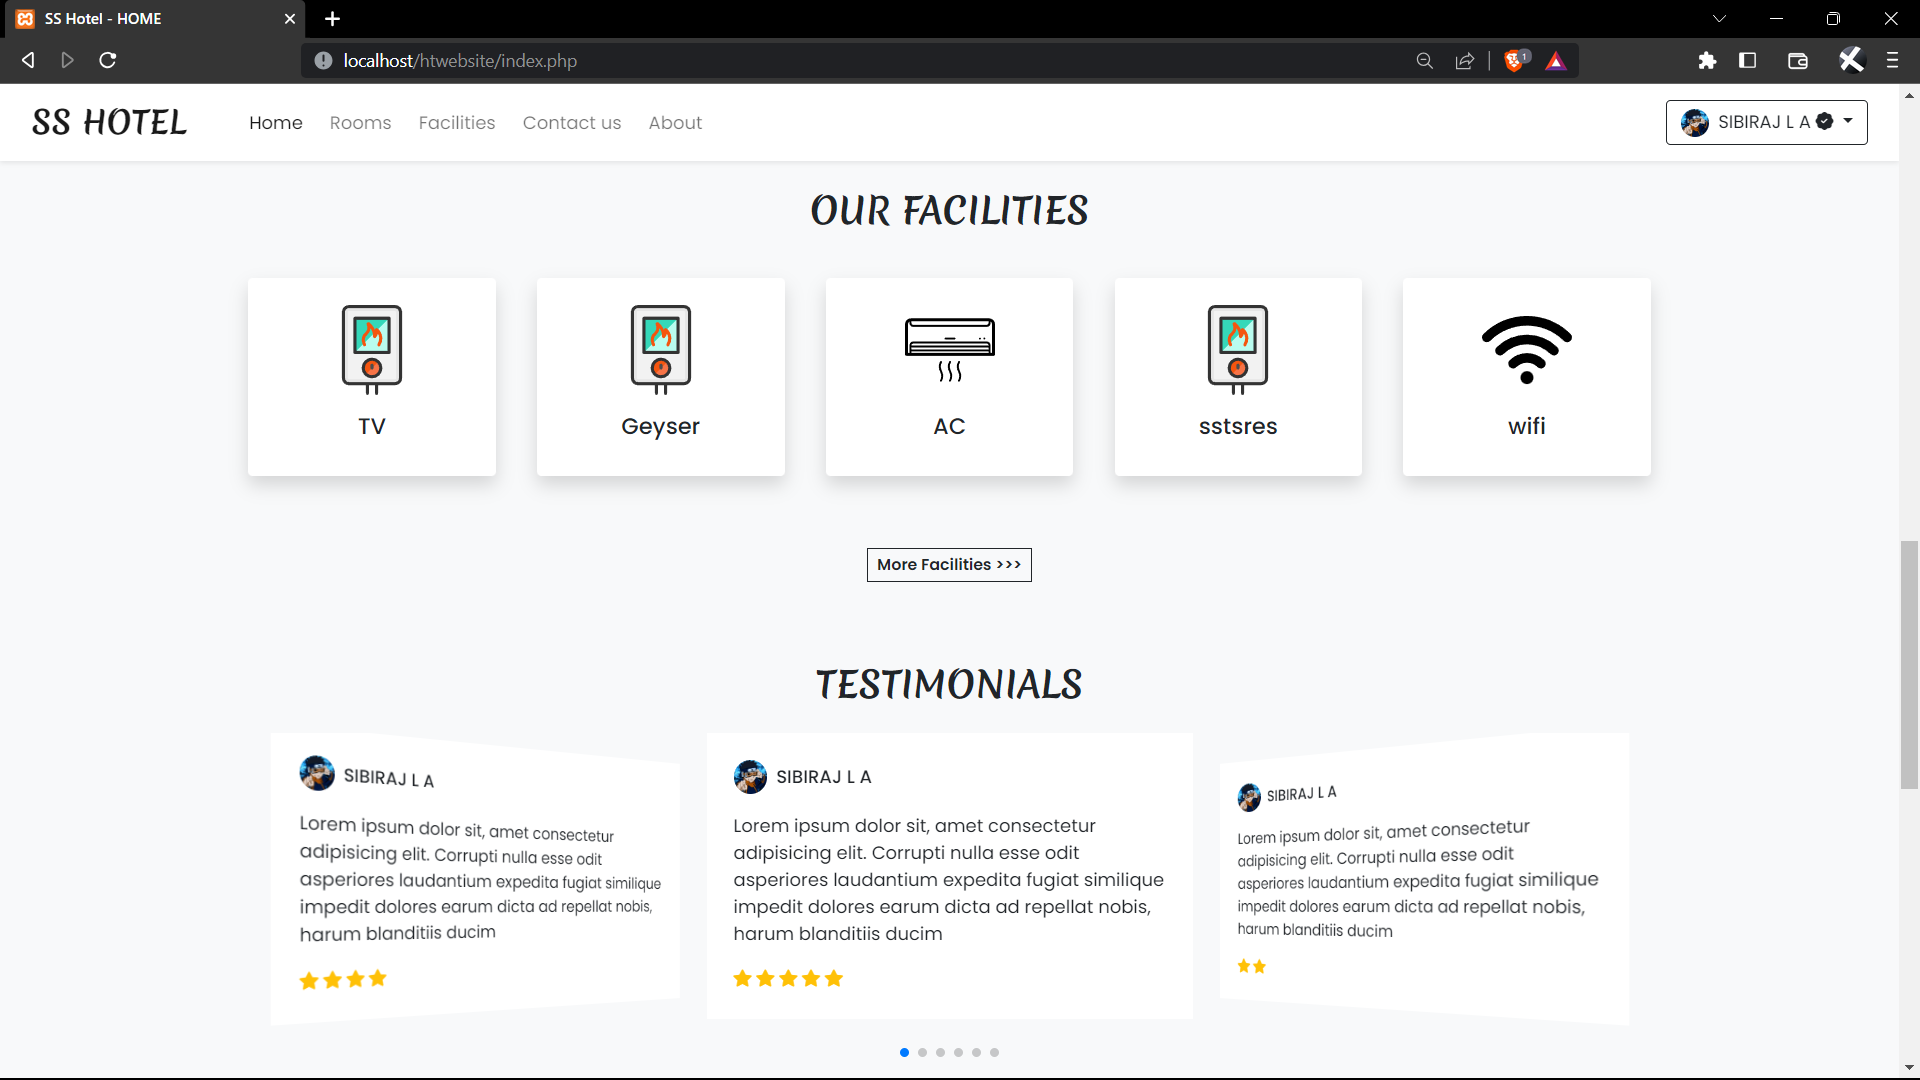 SS Hotel - HOME
localhost/htwebsite/index.php
1
SS HOTEL
Home
Rooms
Facilities
Contact us
About
SIBIRAJ L A
OUR FACILITIES
TV
Geyser
AC
sstsres
wifi
More Facilities >>>
TESTIMONIALS
SIBIRAJ L A
Lorem ipsum dolor sit, amet consectetur
adipisicing elit. Corrupti nulla esse odit
asperiores laudantium expedita fugiat similique
impedit dolores earum dicta ad repellat nobis,
harum blanditiis ducim
SIBIRAJ L A
Lorem ipsum dolor sit, amet consectetur
adipisicing elit. Corrupti nulla esse odit
asperiores laudantium expedita fugiat similique
impedit dolores earum dicta ad repellat nobis,
harum blanditiis ducim
SIBIRAJ L A
Lorem ipsum dolor sit, amet consectetur
adipisicing elit. Corrupti nulla esse odit
asperiores laudantium expedita fugiat similique
impedit dolores earum dicta ad repellat nobis,
harum blanditiis ducim